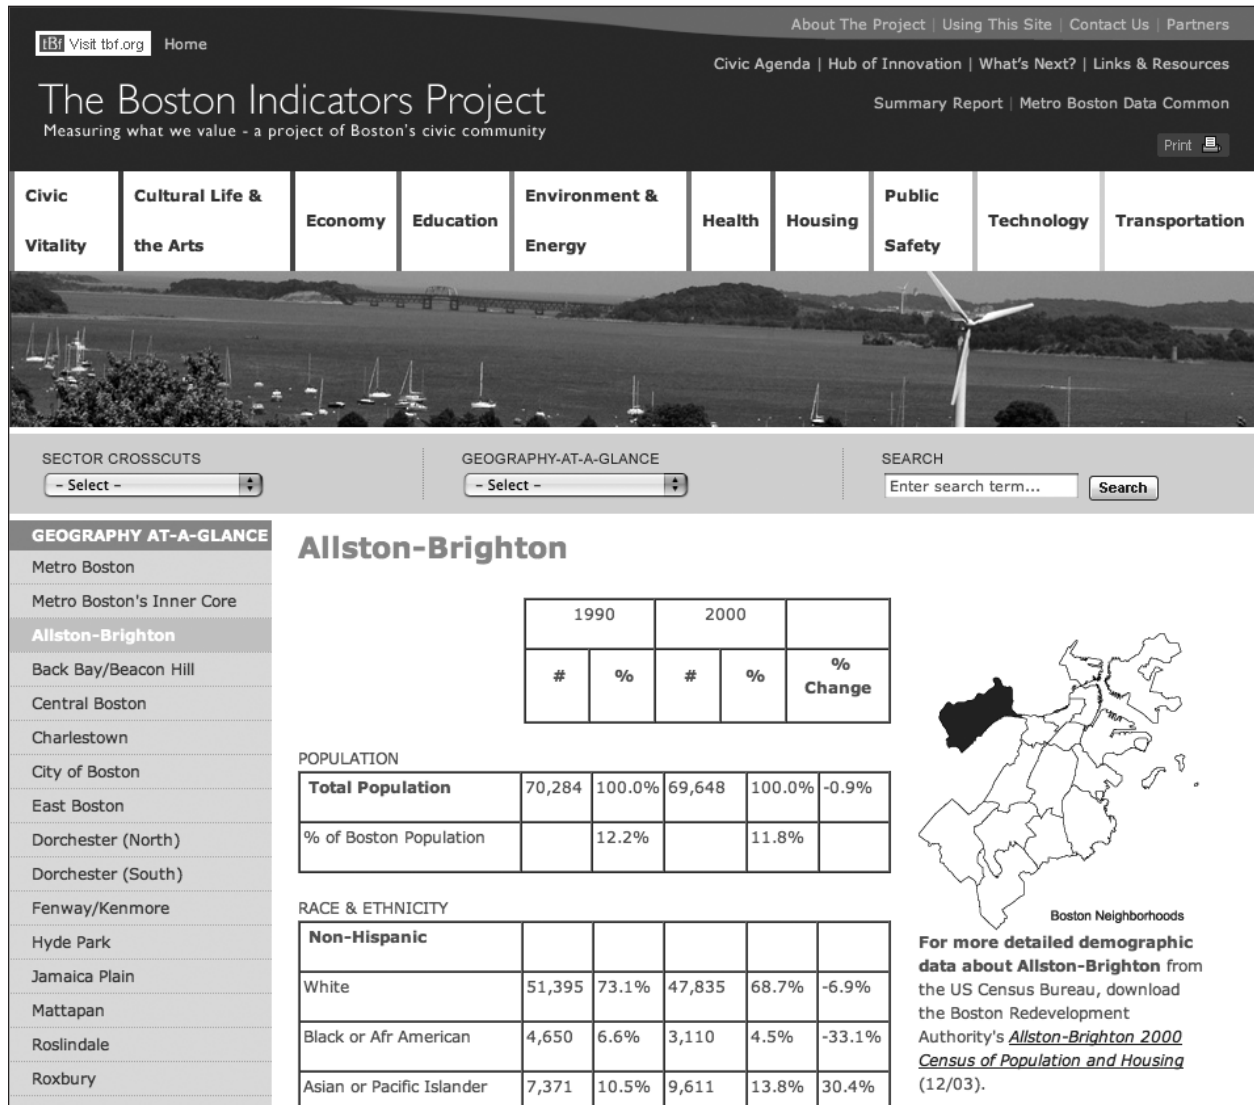 About The Project | Using This Site | Contact Us | Partners
tBf Visit tbf.org Home
Civic Agenda | Hub of Innovation | What's Next? | Links & Resources
The Boston Indicators Project
Summary Report | Metro Boston Data Common
Measuring what we value - a project of Boston's civic community
Print
Civic Vitality
Cultural Life & the Arts
Economy
Education
Environment & Energy
Health
Housing
Public Safety
Technology
Transportation
SECTOR CROSSCUTS
– Select –
GEOGRAPHY-AT-A-GLANCE
– Select –
SEARCH
Enter search term... Search
GEOGRAPHY AT-A-GLANCE
Metro Boston
Metro Boston's Inner Core
Allston-Brighton
Back Bay/Beacon Hill
Central Boston
Charlestown
City of Boston
East Boston
Dorchester (North)
Dorchester (South)
Fenway/Kenmore
Hyde Park
Jamaica Plain
Mattapan
Roslindale
Roxbury
Allston-Brighton
1990 2000
# % # % % Change
POPULATION
Total Population 70,284 100.0% 69,648 100.0% -0.9%
% of Boston Population 12.2% 11.8%
RACE & ETHNICITY
Non-Hispanic
White 51,395 73.1% 47,835 68.7% -6.9%
Black or Afr American 4,650 6.6% 3,110 4.5% -33.1%
Asian or Pacific Islander 7,371 10.5% 9,611 13.8% 30.4%
Boston Neighborhoods
For more detailed demographic
data about Allston-Brighton from
the US Census Bureau, download
the Boston Redevelopment
Authority's Allston-Brighton 2000
Census of Population and Housing
(12/03).